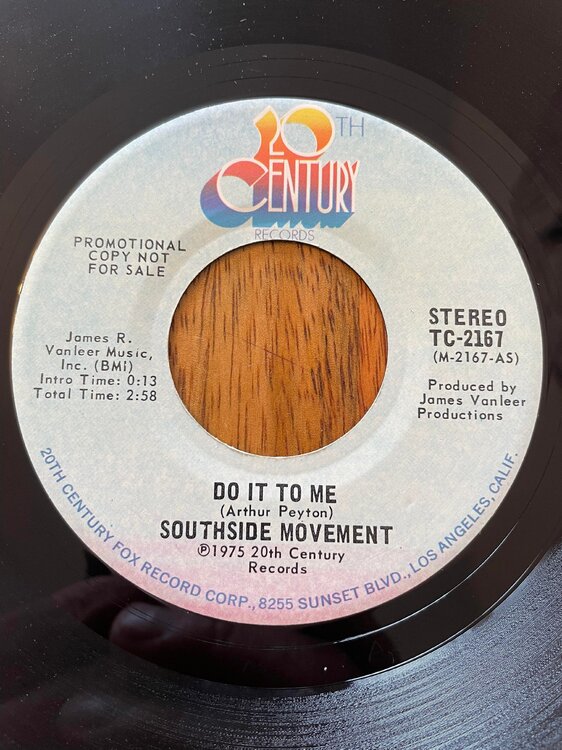 20TH
CENTURY
RECORDS
PROMOTIONAL
COPY NOT
FOR SALE
James R.
Vanleer Music,
Inc. (BMI)
Intro Time: 0:13
Total Time: 2:58
STEREO
TC-2167
(M-2167-AS)
Produced by
James Vanleer
Productions
DO IT TO ME
(Arthur Peyton)
SOUTHSIDE MOVEMENT
Ⓟ1975 20th Century
Records
20TH CENTURY FOX RECORD CORP., 8255 SUNSET BLVD., LOS ANGELES, CALIF.